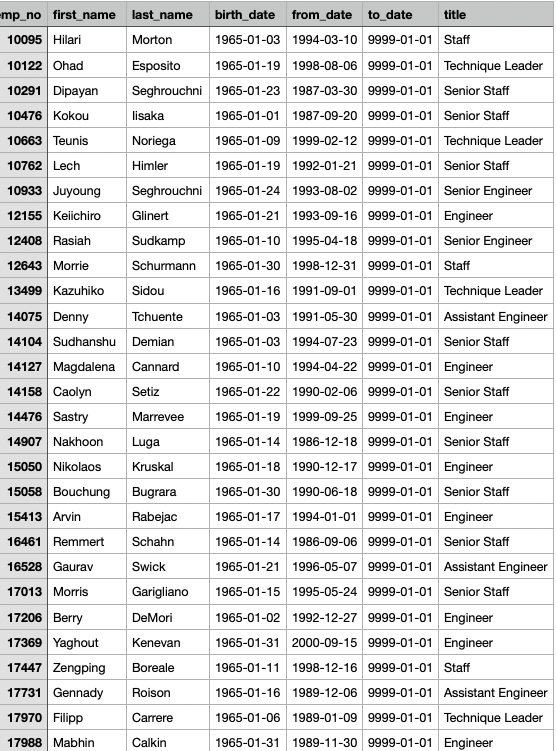 emp_no first_name last_name birth_date from_date to_date title
10095 Hilari Morton 1965-01-03 1994-03-10 9999-01-01 Staff
10122 Ohad Esposito 1965-01-19 1998-08-06 9999-01-01 Technique Leader
10291 Dipayan Seghrouchni 1965-01-23 1987-03-30 9999-01-01 Senior Staff
10476 Kokou Iisaka 1965-01-01 1987-09-20 9999-01-01 Senior Staff
10663 Teunis Noriega 1965-01-09 1999-02-12 9999-01-01 Technique Leader
10762 Lech Himler 1965-01-19 1992-01-21 9999-01-01 Senior Staff
10933 Juyoung Seghrouchni 1965-01-24 1993-08-02 9999-01-01 Senior Engineer
12155 Keiichiro Glinert 1965-01-21 1993-09-16 9999-01-01 Engineer
12408 Rasiah Sudkamp 1965-01-10 1995-04-18 9999-01-01 Senior Engineer
12643 Morrie Schurmann 1965-01-30 1998-12-31 9999-01-01 Staff
13499 Kazuhiko Sidou 1965-01-16 1991-09-01 9999-01-01 Technique Leader
14075 Denny Tchuente 1965-01-03 1991-05-30 9999-01-01 Assistant Engineer
14104 Sudhanshu Demian 1965-01-03 1994-07-23 9999-01-01 Senior Staff
14127 Magdalena Cannard 1965-01-10 1994-04-22 9999-01-01 Engineer
14158 Caolyn Setiz 1965-01-22 1990-02-06 9999-01-01 Senior Staff
14476 Sastry Marrevee 1965-01-19 1999-09-25 9999-01-01 Engineer
14907 Nakhoon Luga 1965-01-14 1986-12-18 9999-01-01 Senior Staff
15050 Nikolaos Kruskal 1965-01-18 1990-12-17 9999-01-01 Engineer
15058 Bouchung Bugrara 1965-01-30 1990-06-18 9999-01-01 Senior Staff
15413 Arvin Rabejac 1965-01-17 1994-01-01 9999-01-01 Engineer
16461 Remmert Schahn 1965-01-14 1986-09-06 9999-01-01 Senior Staff
16528 Gaurav Swick 1965-01-21 1996-05-07 9999-01-01 Assistant Engineer
17013 Morris Garigliano 1965-01-15 1995-05-24 9999-01-01 Senior Staff
17206 Berry DeMori 1965-01-02 1992-12-27 9999-01-01 Engineer
17369 Yaghout Kenevan 1965-01-31 2000-09-15 9999-01-01 Engineer
17447 Zengping Boreale 1965-01-11 1998-12-16 9999-01-01 Staff
17731 Gennady Roison 1965-01-16 1989-12-06 9999-01-01 Assistant Engineer
17970 Filipp Carrere 1965-01-06 1989-01-09 9999-01-01 Technique Leader
17988 Mabhin Calkin 1965-01-31 1989-11-30 9999-01-01 Engineer